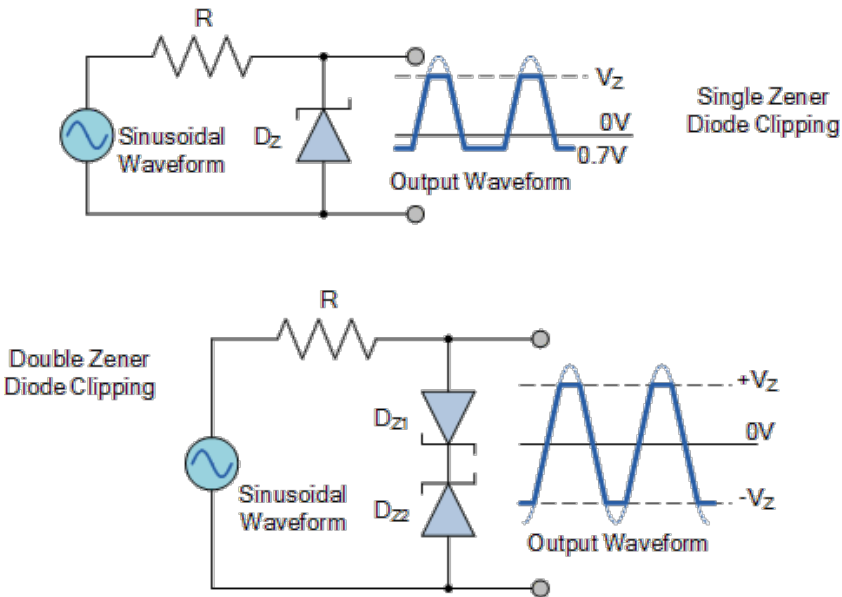 R
Sinusoidal
Waveform
DZ
VZ
0V
0.7V
Output Waveform
Single Zener
Diode Clipping
Double Zener
Diode Clipping
R
DZ1
DZ2
Sinusoidal
Waveform
+VZ
0V
-VZ
Output Waveform